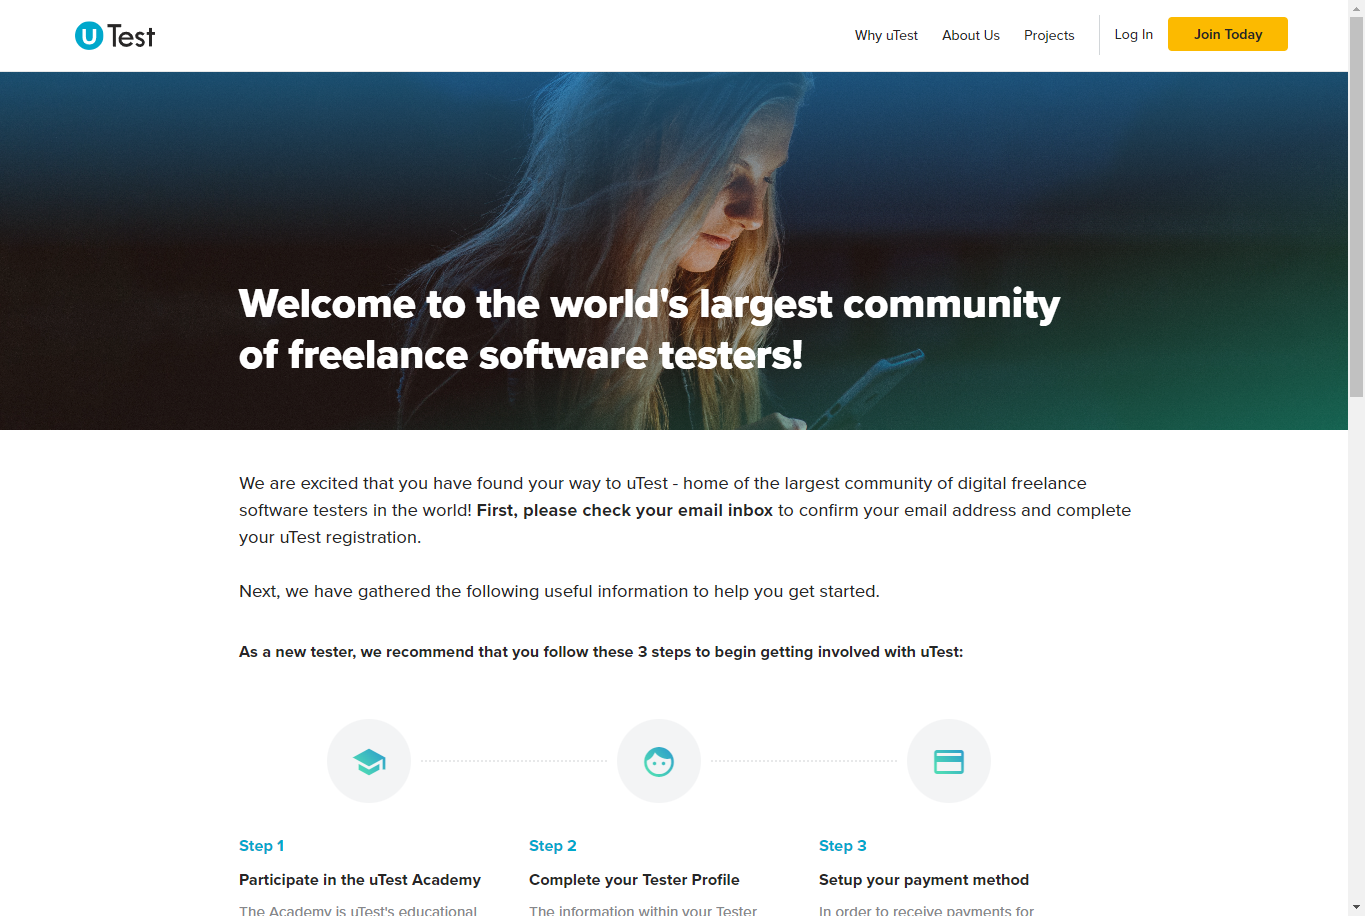 uTest
Why uTest
About Us
Projects
Log In
Join Today
Welcome to the world's largest community
of freelance software testers!
We are excited that you have found your way to uTest - home of the largest community of digital freelance
software testers in the world! First, please check your email inbox to confirm your email address and complete
your uTest registration.
Next, we have gathered the following useful information to help you get started.
As a new tester, we recommend that you follow these 3 steps to begin getting involved with uTest:
Step 1
Participate in the uTest Academy
The Academy is uTest's educational
Step 2
Complete your Tester Profile
The information within your Tester
Step 3
Setup your payment method
In order to receive payments for